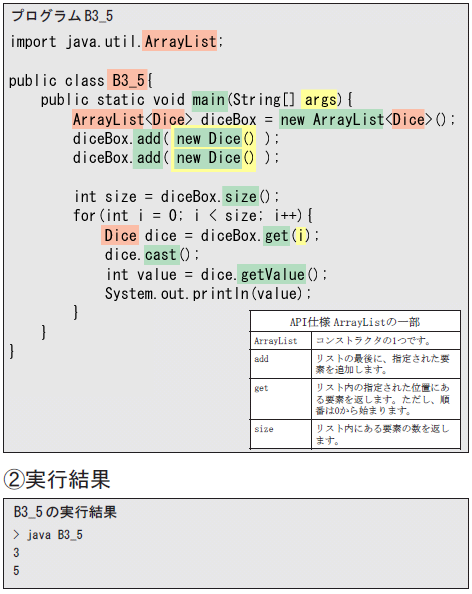 プログラムB3_5
import java.util.ArrayList;
public class B3_5{
public static void main(String[] args){
ArrayList<Dice> diceBox = new ArrayList<Dice>();
diceBox.add( new Dice() );
diceBox.add( new Dice() );
int size = diceBox.size();
for(int i = 0; i < size; i++){
Dice dice = diceBox.get(i);
dice.cast();
int value = dice.getValue();
System.out.println(value);
}
}
}
API仕様 ArrayListの一部
ArrayList コンストラクタの1つです。
add リストの最後に、指定された要
素を追加します。
get リスト内の指定された位置にあ
る要素を返します。ただし、順
番は0から始まります。
size リスト内にある要素の数を返し
ます。
②実行結果
B3_5の実行結果
> java B3_5
3
5